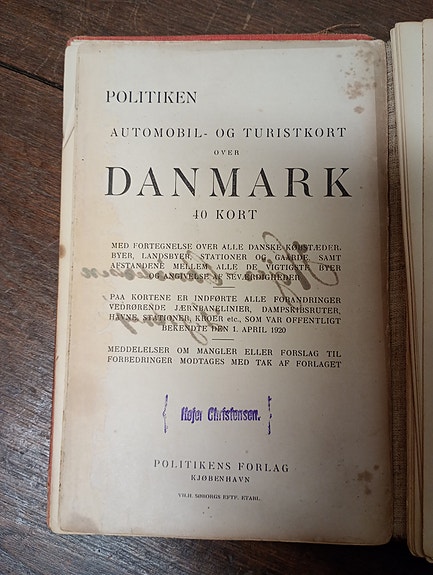 POLITIKEN
AUTOMOBIL- OG TURISTKORT
OVER
DANMARK
40 KORT
MED FORTEGNELSE OVER ALLE DANSKE KØBSTÆDER,
BYER, LANDSBYER, STATIONER OG GAARDE, SAMT
AFSTANDENE MELLEM ALLE DE VIGTIGSTE BYER
OG ANGIVELSE AF SEVÆRDIGHEDER
PAA KORTENE ER INDFØRTE ALLE FORANDRINGER
VEDRØRENDE JÆRNBANELINIER, DAMPSKIBSRUTER,
HAVNE, STATIONER, KROER etc., SOM VAR OFFENTLIGT
BEKENDTE DEN 1. APRIL 1920
MEDDELELSER OM MANGLER ELLER FORSLAG TIL
FORBEDRINGER MODTAGES MED TAK AF FORLAGET
Højer Christensen.
POLITIKENS FORLAG
KJØBENHAVN
VILH. SØBORGS EFTF. ETABL.